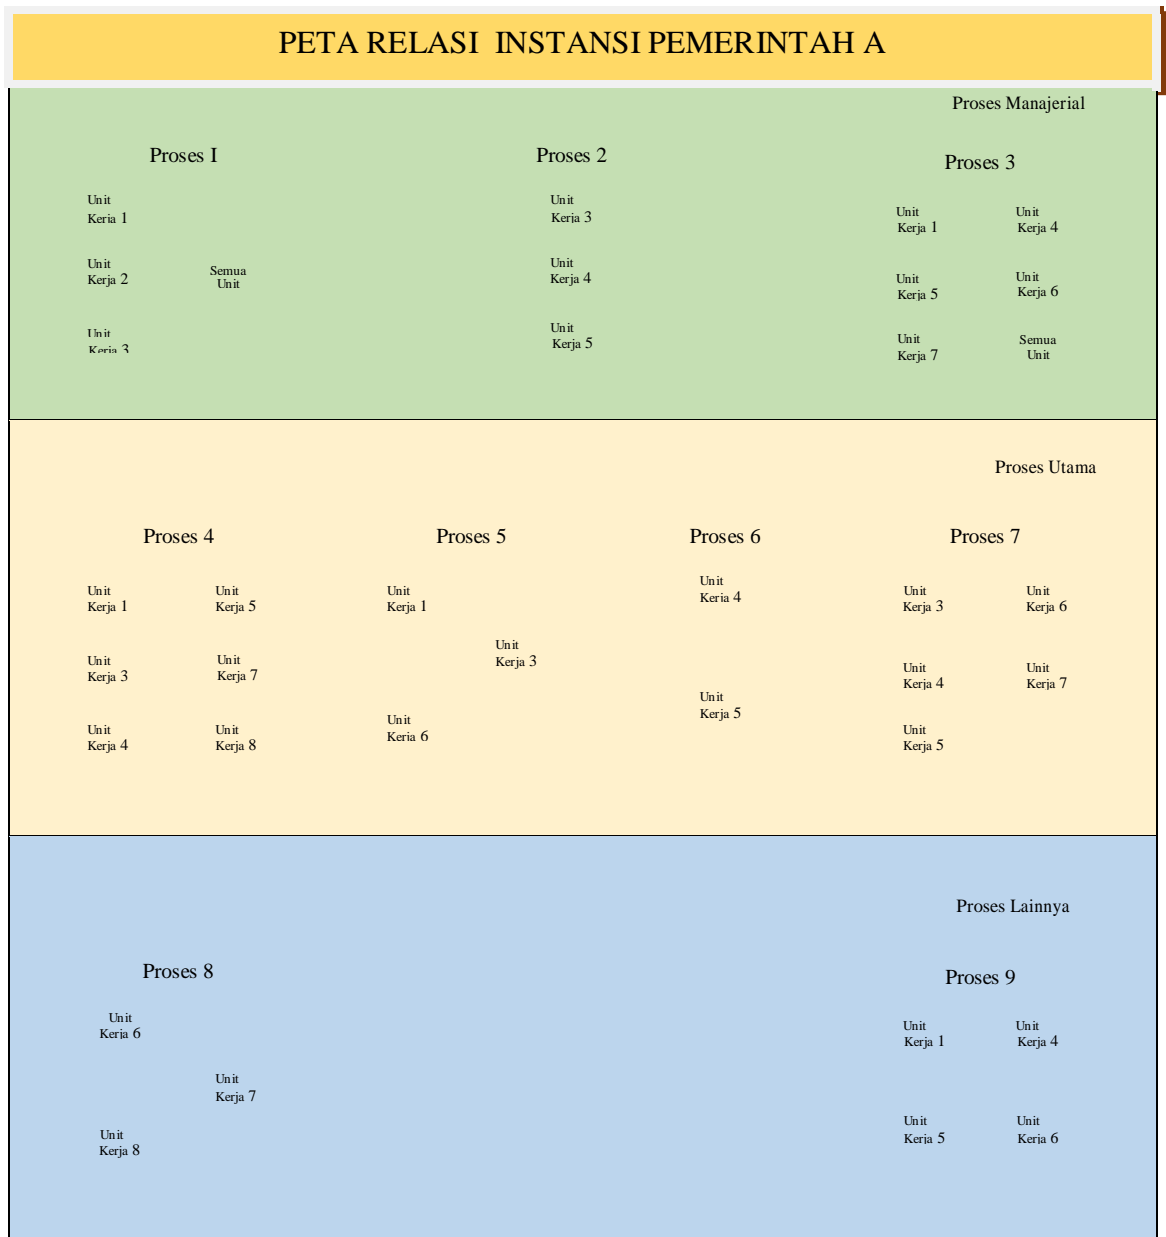 PETA RELASI INSTANSI PEMERINTAH A
Proses Manajerial
Proses I
Unit
Kerja 1
Unit
Kerja 2
Semua
Unit
Unit
Kerja 3
Proses 2
Unit
Kerja 3
Unit
Kerja 4
Unit
Kerja 5
Proses 3
Unit
Kerja 1
Unit
Kerja 4
Unit
Kerja 5
Unit
Kerja 6
Unit
Kerja 7
Semua
Unit
Proses Utama
Proses 4
Unit
Kerja 1
Unit
Kerja 5
Unit
Kerja 3
Unit
Kerja 7
Unit
Kerja 4
Unit
Kerja 8
Proses 5
Unit
Kerja 1
Unit
Kerja 3
Unit
Kerja 6
Proses 6
Unit
Kerja 4
Unit
Kerja 5
Proses 7
Unit
Kerja 3
Unit
Kerja 6
Unit
Kerja 4
Unit
Kerja 7
Unit
Kerja 5
Proses Lainnya
Proses 8
Unit
Kerja 6
Unit
Kerja 7
Unit
Kerja 8
Proses 9
Unit
Kerja 1
Unit
Kerja 4
Unit
Kerja 5
Unit
Kerja 6